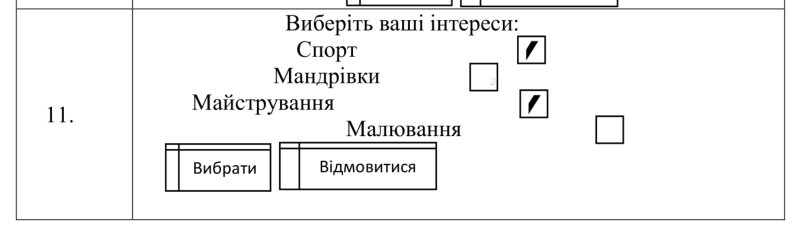 Виберіть ваші інтереси:
Спорт
Мандрівки
11.
Майстрування
Малювання
Вибрати Відмовитися